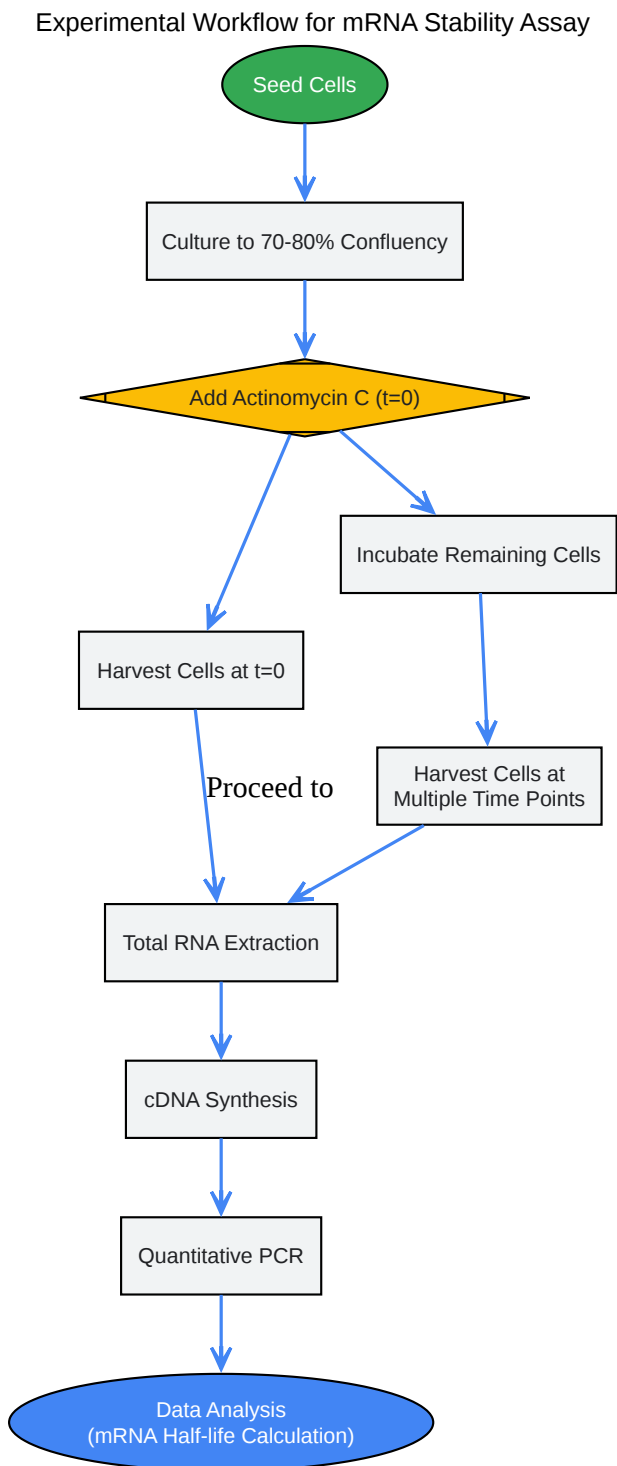 Experimental Workflow for mRNA Stability Assay
Seed Cells
Culture to 70-80% Confluency
Add Actinomycin C (t=0)
Incubate Remaining Cells
Harvest Cells at t=0
Harvest Cells at
Multiple Time Points
Proceed to
Total RNA Extraction
cDNA Synthesis
Quantitative PCR
Data Analysis
(mRNA Half-life Calculation)